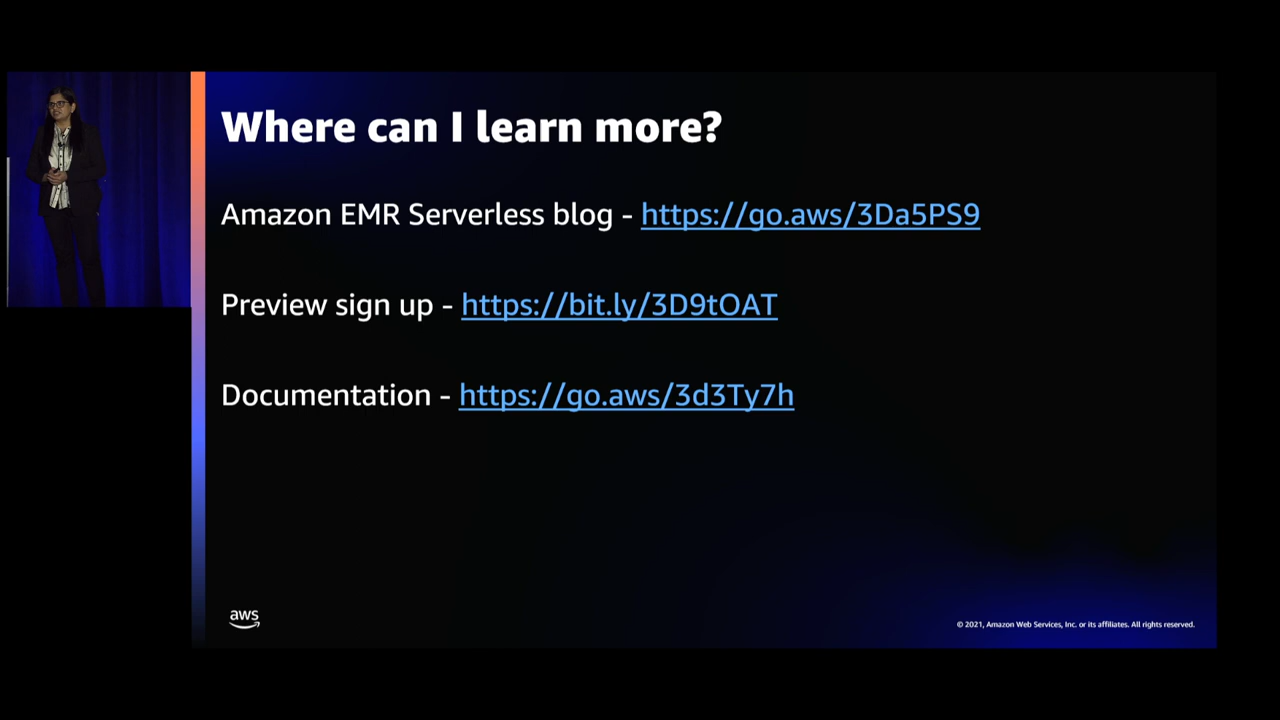 Where can I learn more?
Amazon EMR Serverless blog - https://go.aws/3Da5PS9
Preview sign up - https://bit.ly/3D9tOAT
Documentation - https://go.aws/3d3Ty7h
aws
© 2021, Amazon Web Services, Inc. or its affiliates. All rights reserved.